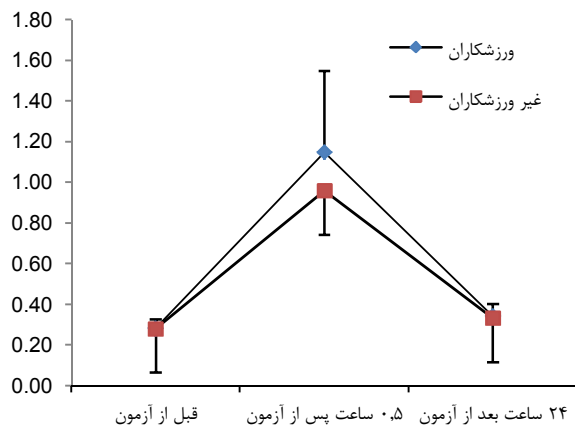 1.80
1.60
1.40
1.20
1.00
0.80
0.60
0.40
0.20
0.00
ورزشکاران
غیر ورزشکاران
قبل از آزمون
۰٫۵ ساعت پس از آزمون
۲۴ ساعت بعد از آزمون